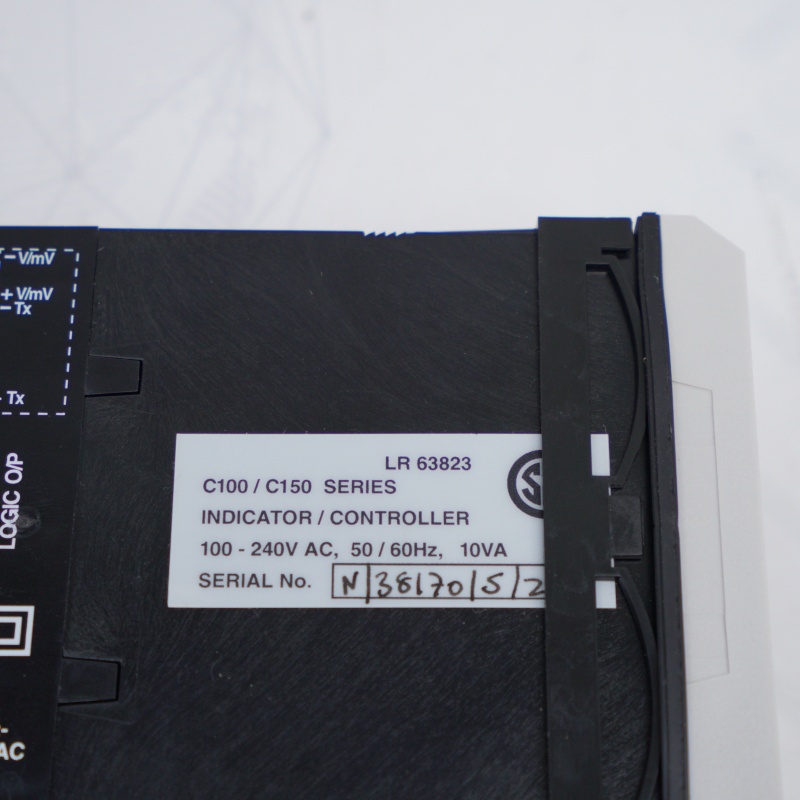 – V/mV
+ V/mV
– Tx
- Tx
LOGIC O/P
AC
LR 63823
C100 / C150 SERIES
INDICATOR / CONTROLLER
100 - 240V AC, 50 / 60Hz, 10VA
SERIAL No. N/38170/5/2